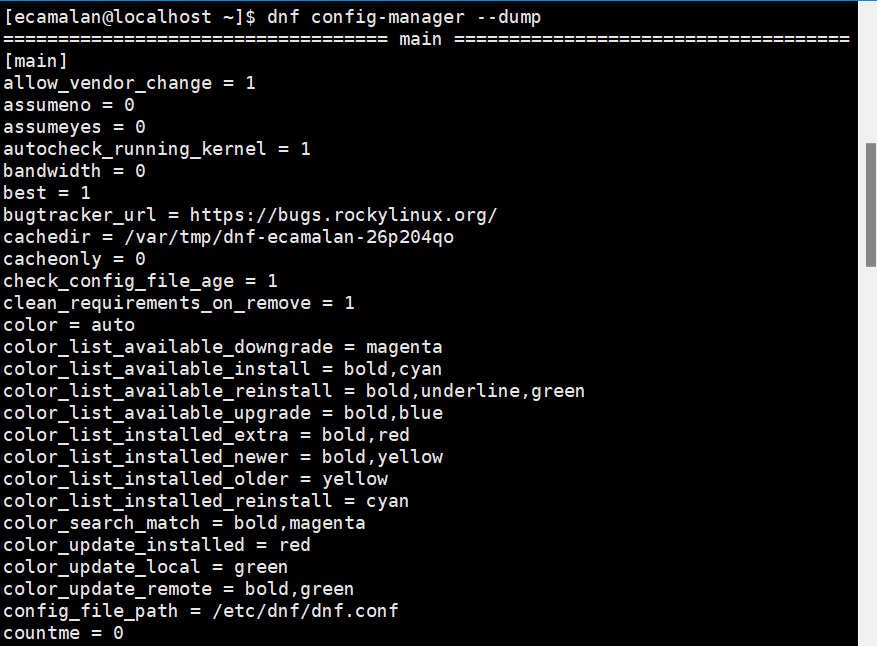 [ecamalan@localhost ~]$ dnf config-manager --dump
=================================== main ====================================
[main]
allow_vendor_change = 1
assumeno = 0
assumeyes = 0
autocheck_running_kernel = 1
bandwidth = 0
best = 1
bugtracker_url = https://bugs.rockylinux.org/
cachedir = /var/tmp/dnf-ecamalan-26p204qo
cacheonly = 0
check_config_file_age = 1
clean_requirements_on_remove = 1
color = auto
color_list_available_downgrade = magenta
color_list_available_install = bold,cyan
color_list_available_reinstall = bold,underline,green
color_list_available_upgrade = bold,blue
color_list_installed_extra = bold,red
color_list_installed_newer = bold,yellow
color_list_installed_older = yellow
color_list_installed_reinstall = cyan
color_search_match = bold,magenta
color_update_installed = red
color_update_local = green
color_update_remote = bold,green
config_file_path = /etc/dnf/dnf.conf
countme = 0